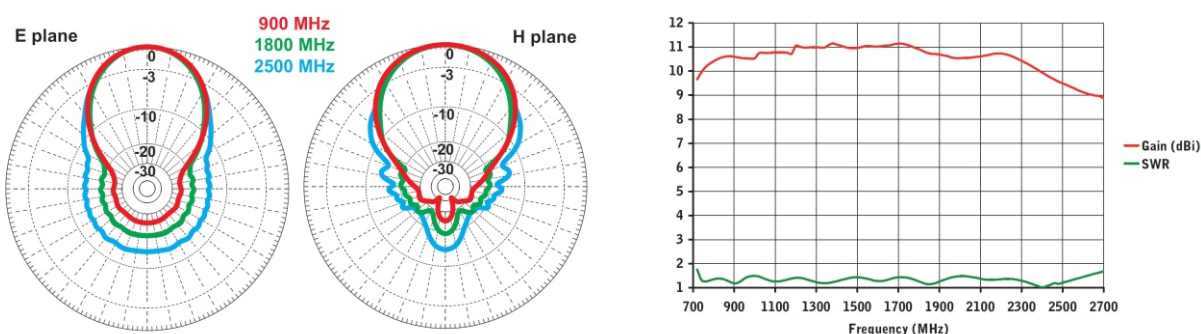 E plane
900 MHz
1800 MHz
2500 MHz
H plane
0
-3
-10
-20
-30
0
-3
-10
-20
-30
12
11
10
9
8
7
6
5
4
3
2
1
700 900 1100 1300 1500 1700 1900 2100 2300 2500 2700
Frequency (MHz)
Gain (dBi)
SWR